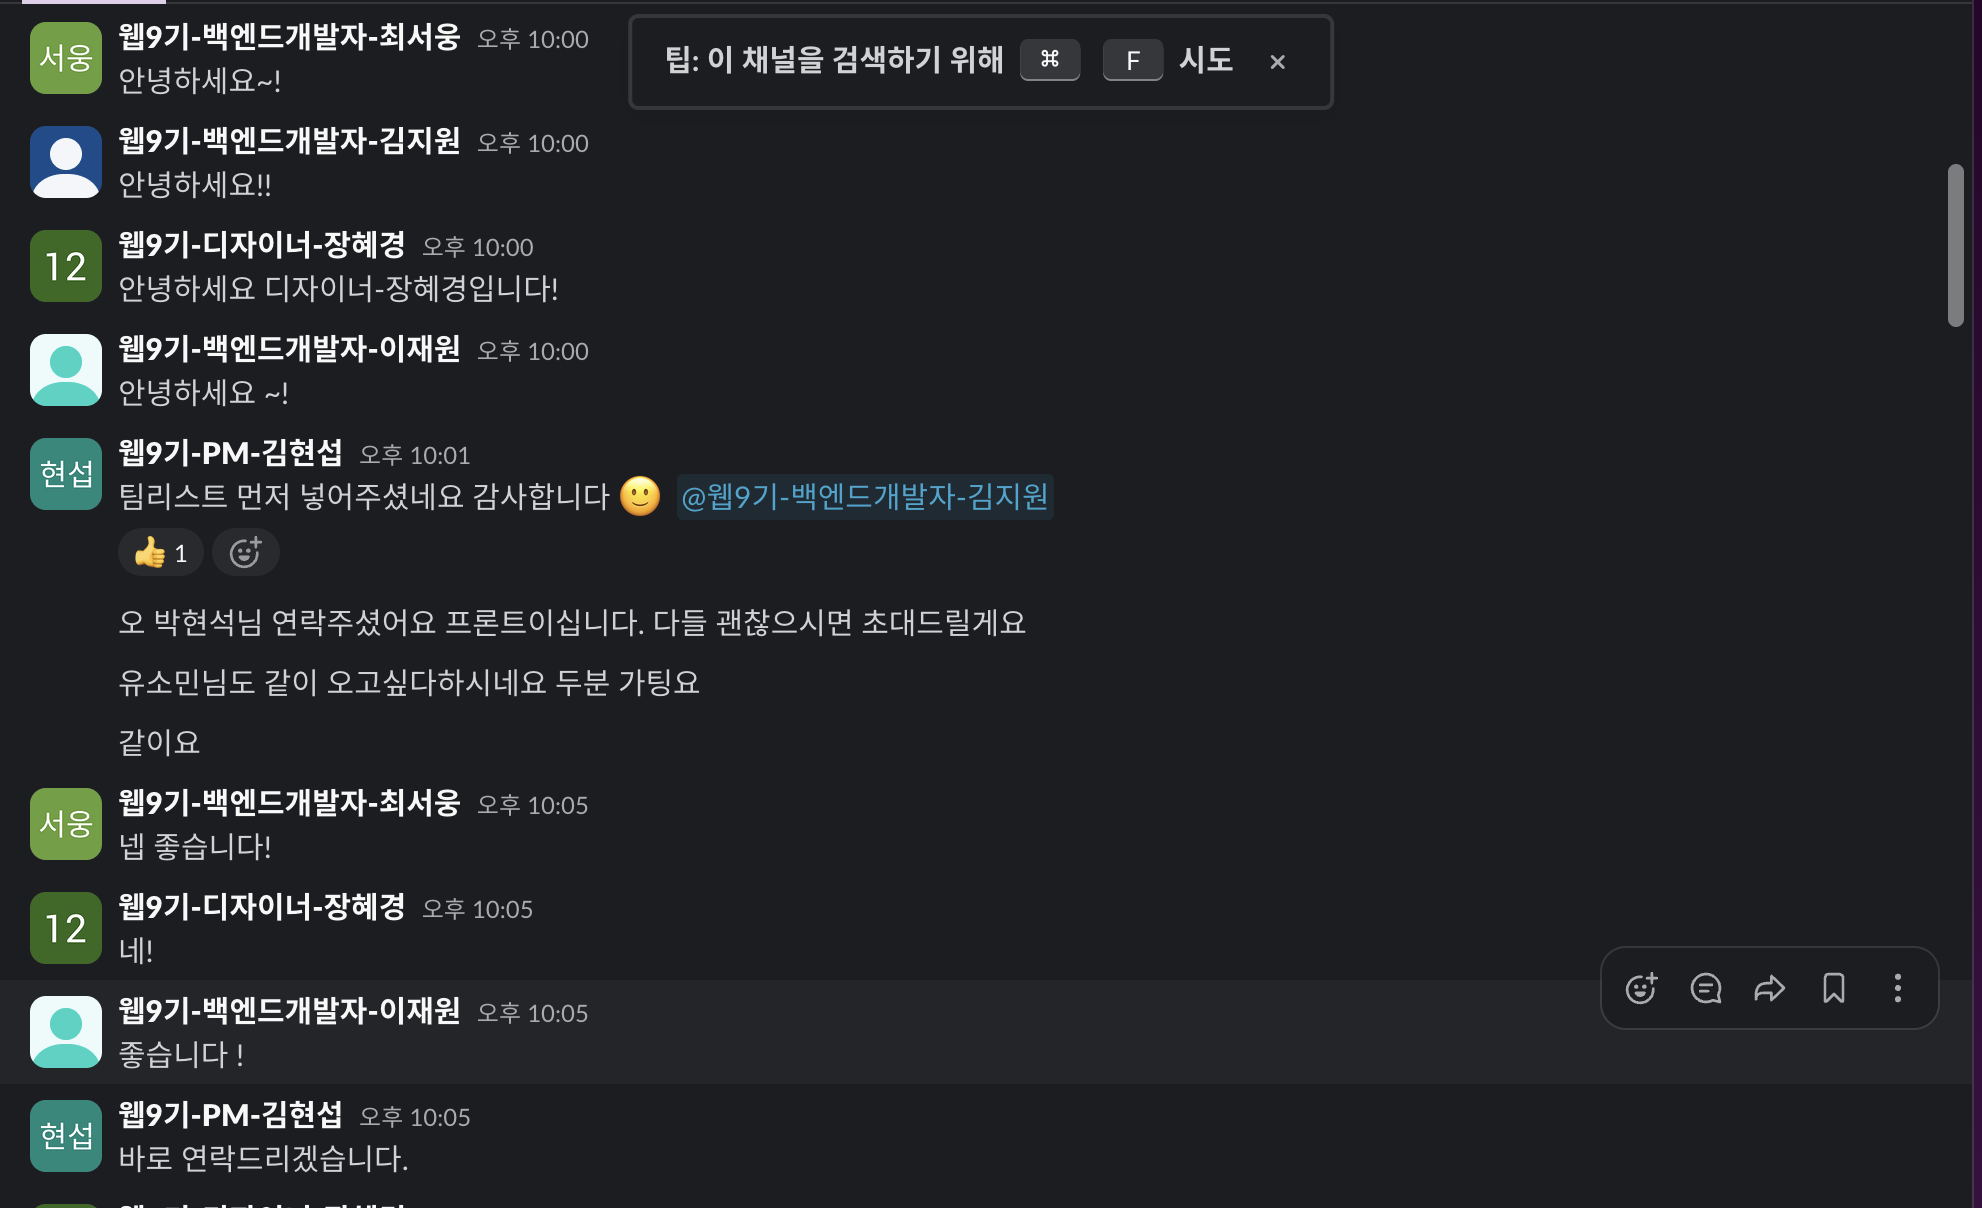 서웅
웹9기-백엔드개발자-최서웅 오후 10:00
안녕하세요~!
팁: 이 채널을 검색하기 위해 ⌘ F 시도 ×
웹9기-백엔드개발자-김지원 오후 10:00
안녕하세요!!
12
웹9기-디자이너-장혜경 오후 10:00
안녕하세요 디자이너-장혜경입니다!
웹9기-백엔드개발자-이재원 오후 10:00
안녕하세요 ~!
현섭
웹9기-PM-김현섭 오후 10:01
팀리스트 먼저 넣어주셨네요 감사합니다 🙂 @웹9기-백엔드개발자-김지원
👍 1
오 박현석님 연락주셨어요 프론트이십니다. 다들 괜찮으시면 초대드릴게요
유소민님도 같이 오고싶다하시네요 두분 가팅요
같이요
서웅
웹9기-백엔드개발자-최서웅 오후 10:05
넵 좋습니다!
12
웹9기-디자이너-장혜경 오후 10:05
네!
웹9기-백엔드개발자-이재원 오후 10:05
좋습니다 !
현섭
웹9기-PM-김현섭 오후 10:05
바로 연락드리겠습니다.